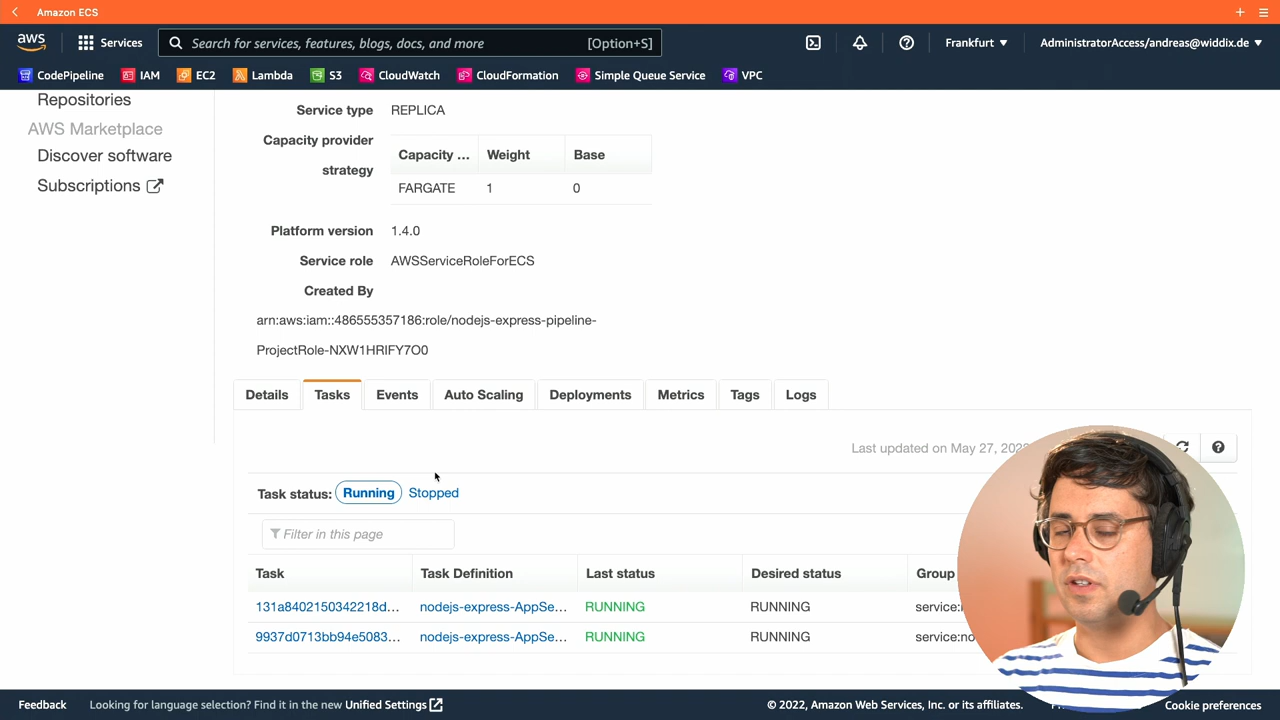 Amazon ECS
aws
Services
Search for services, features, blogs, docs, and more [Option+S]
Frankfurt
AdministratorAccess/andreas@widdix.de
CodePipeline IAM EC2 Lambda S3 CloudWatch CloudFormation Simple Queue Service VPC
Repositories
AWS Marketplace
Discover software
Subscriptions
Service type REPLICA
Capacity provider
strategy
Capacity ... Weight Base
FARGATE 1 0
Platform version 1.4.0
Service role AWSServiceRoleForECS
Created By
arn:aws:iam::486555357186:role/nodejs-express-pipeline-
ProjectRole-NXW1HRIFY7O0
Details Tasks Events Auto Scaling Deployments Metrics Tags Logs
Last updated on May 27, 202
Task status: Running Stopped
Filter in this page
Task Task Definition Last status Desired status Group
131a8402150342218d... nodejs-express-AppSe... RUNNING RUNNING service:
9937d0713bb94e5083... nodejs-express-AppSe... RUNNING RUNNING service:no
Feedback Looking for language selection? Find it in the new Unified Settings © 2022, Amazon Web Services, Inc. or its affiliates. Cookie preferences